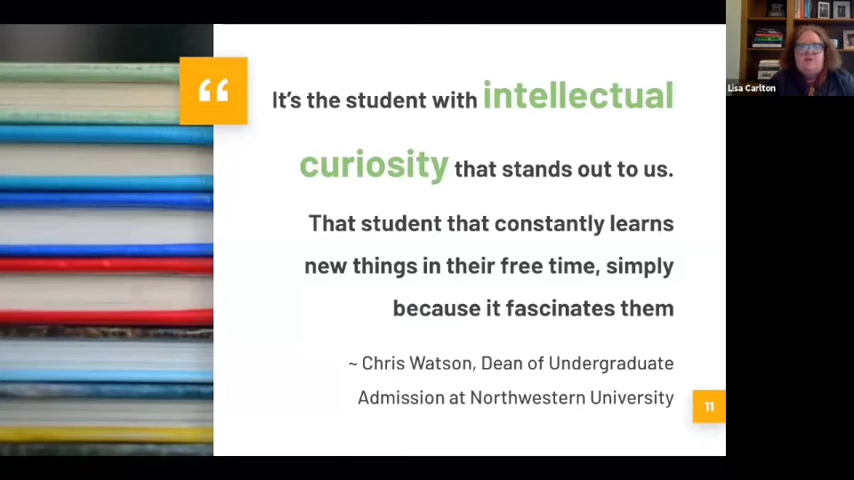 “
It's the student with intellectual
curiosity that stands out to us.
That student that constantly learns
new things in their free time, simply
because it fascinates them
~ Chris Watson, Dean of Undergraduate
Admission at Northwestern University
11
Lisa Carlton